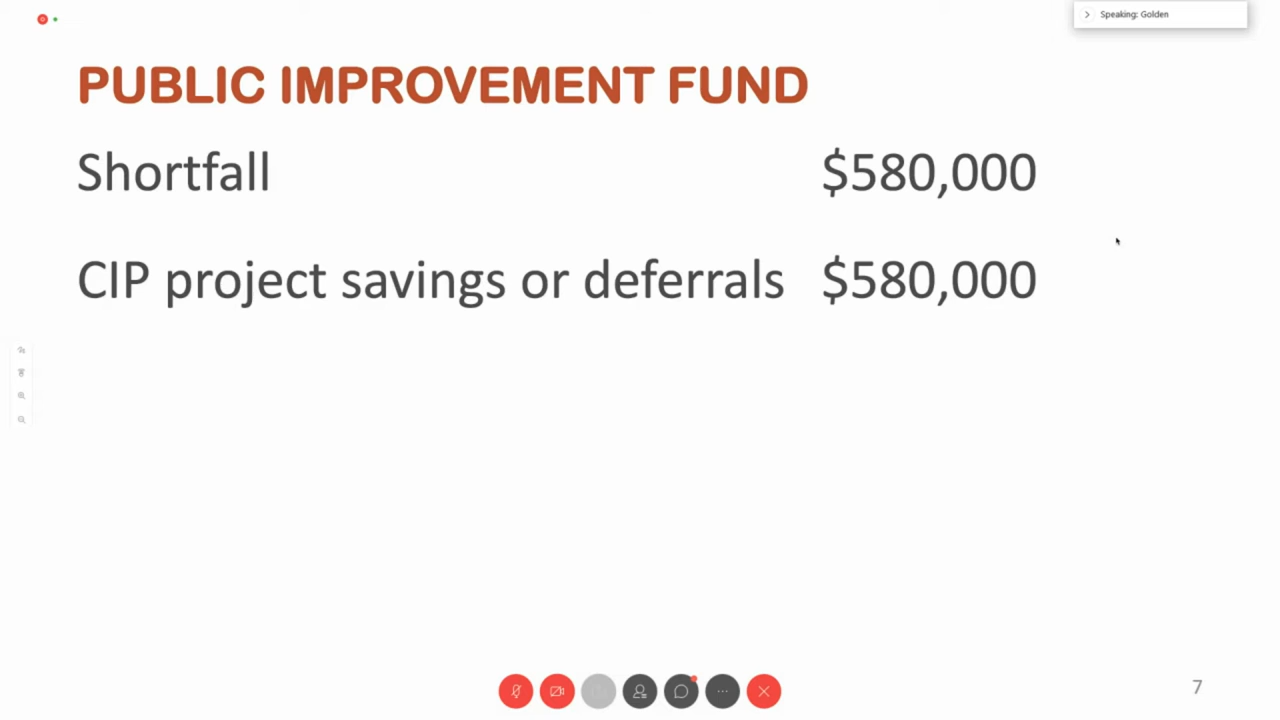 Speaking: Golden
PUBLIC IMPROVEMENT FUND
Shortfall $580,000
CIP project savings or deferrals $580,000
7